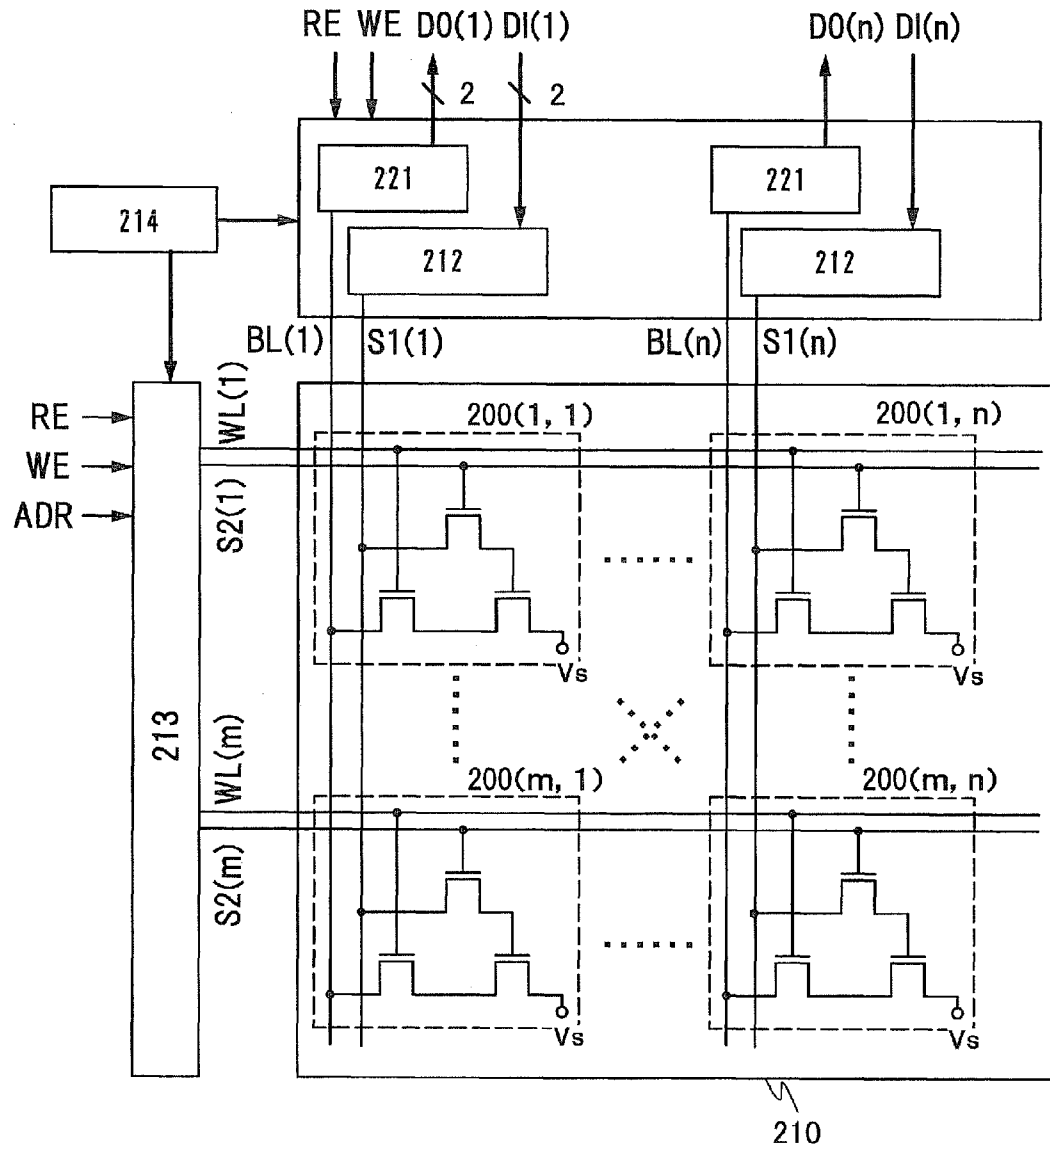 RE WE DO(1) DI(1) DO(n) DI(n)
2 2
221 221
214
212 212
BL(1) S1(1) BL(n) S1(n)
WL(1)
RE
200(1, 1) 200(1, n)
WE
S2(1)
ADR
Vs Vs
213
WL(m)
200(m, 1) 200(m, n)
S2(m)
Vs Vs
210